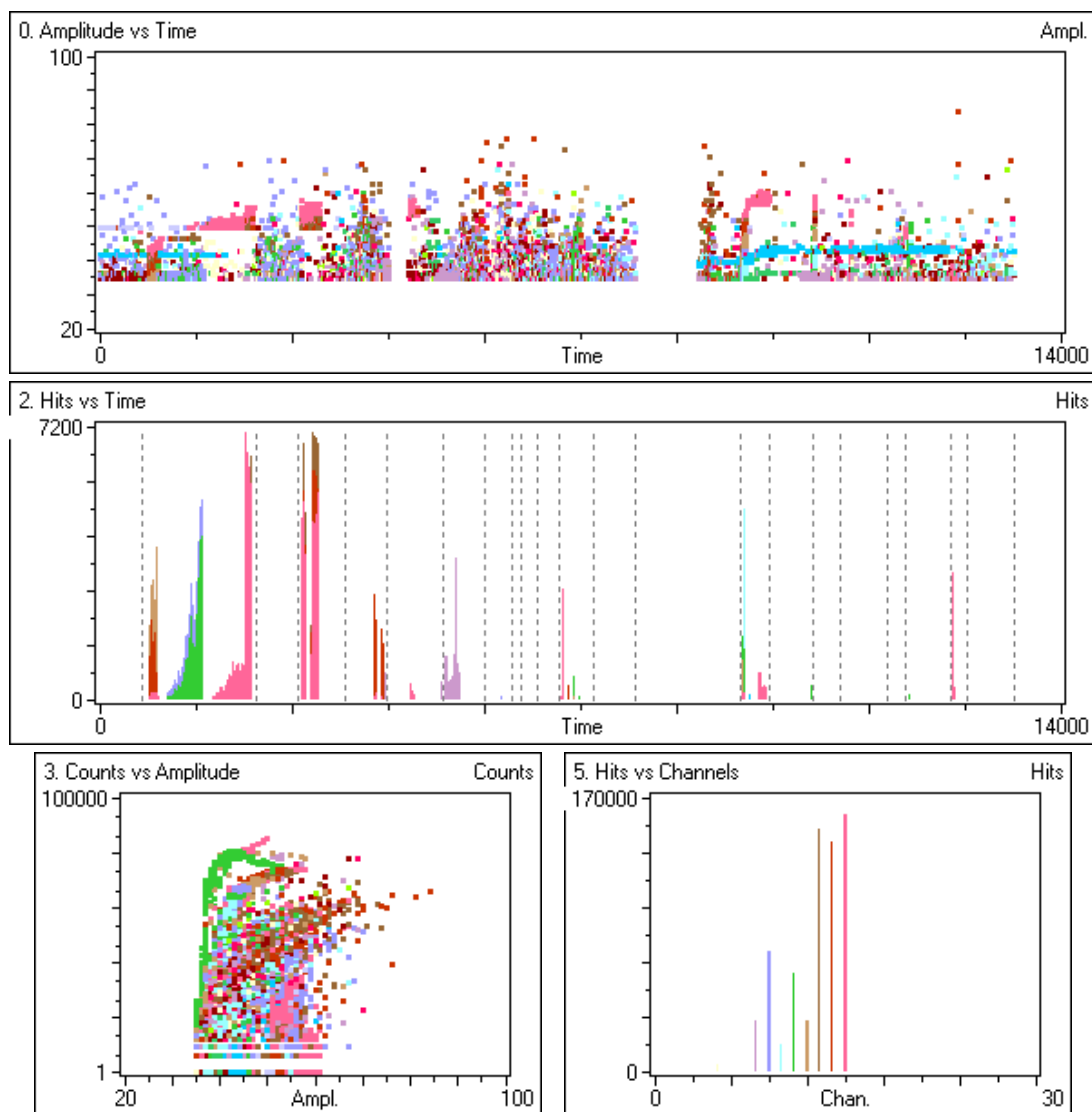 0. Amplitude vs Time Ampl.
100
20
0 Time 14000
2. Hits vs Time Hits
7200
0
0 Time 14000
3. Counts vs Amplitude Counts
100000
1
20 Ampl. 100
5. Hits vs Channels Hits
170000
0
0 Chan. 30